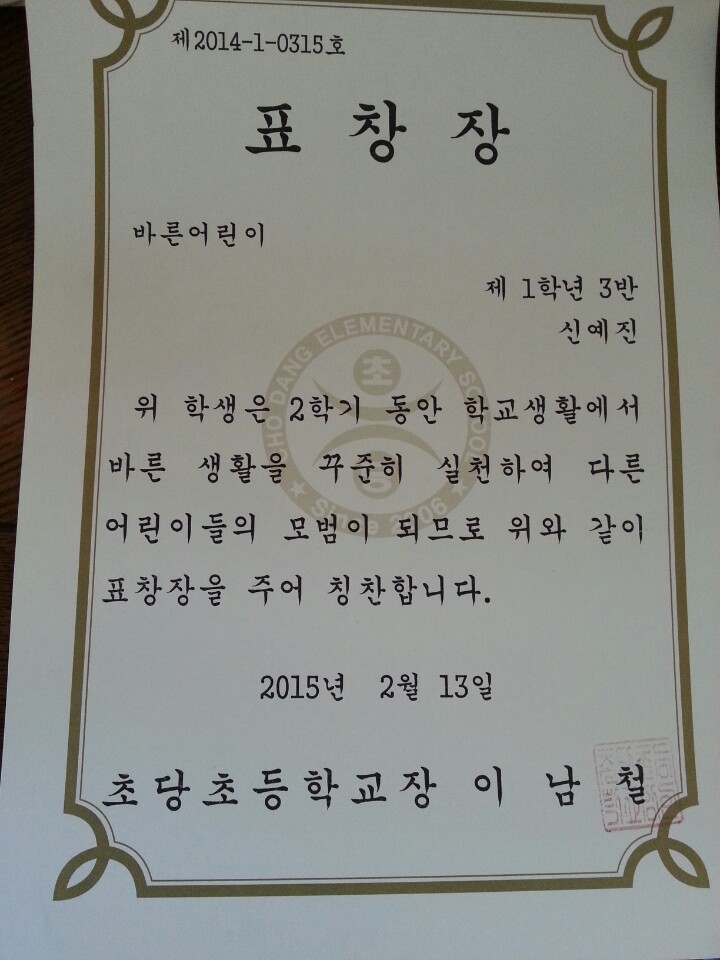 제2014-1-0315호
표 창 장
바른어린이
제 1학년 3반
신예진
CHO DANG ELEMENTARY SCHOOL
초
위 학생은 2학기 동안 학교생활에서
바른 생활을 꾸준히 실천하여 다른
어린이들의 모범이 되므로 위와 같이
표창장을 주어 칭찬합니다.
★ Since 2006 ★
2015년 2월 13일
초당초등학교장 이 남 철